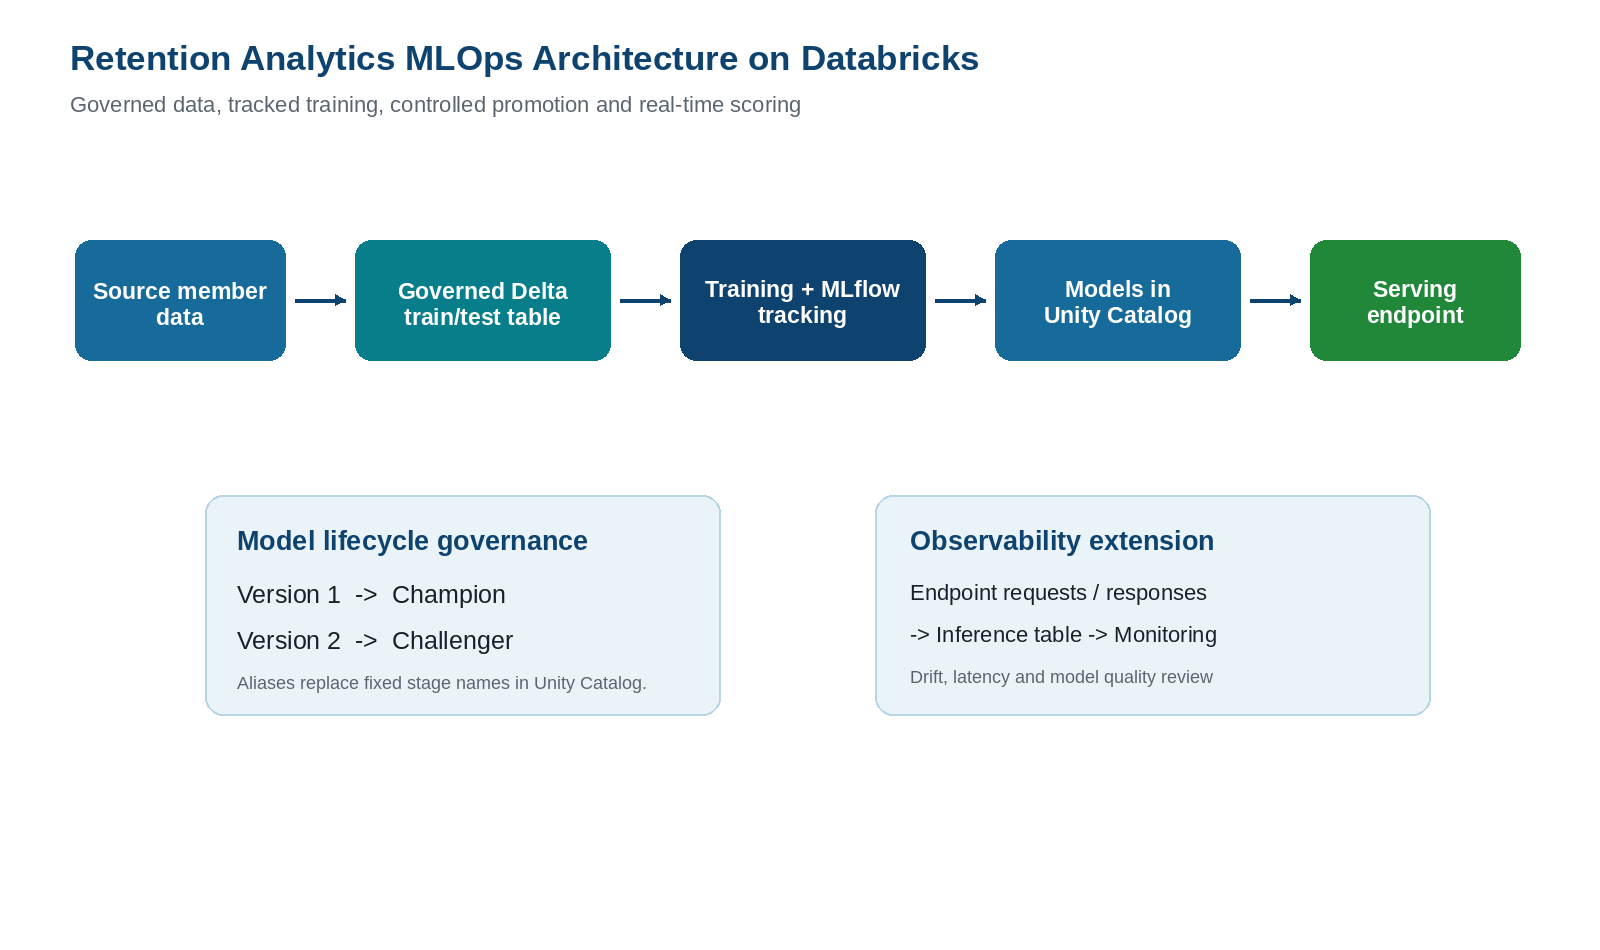 Retention Analytics MLOps Architecture on Databricks
Governed data, tracked training, controlled promotion and real-time scoring
Source member
data
Governed Delta
train/test table
Training + MLflow
tracking
Models in
Unity Catalog
Serving
endpoint
Model lifecycle governance
Version 1 -> Champion
Version 2 -> Challenger
Aliases replace fixed stage names in Unity Catalog.
Observability extension
Endpoint requests / responses
-> Inference table -> Monitoring
Drift, latency and model quality review